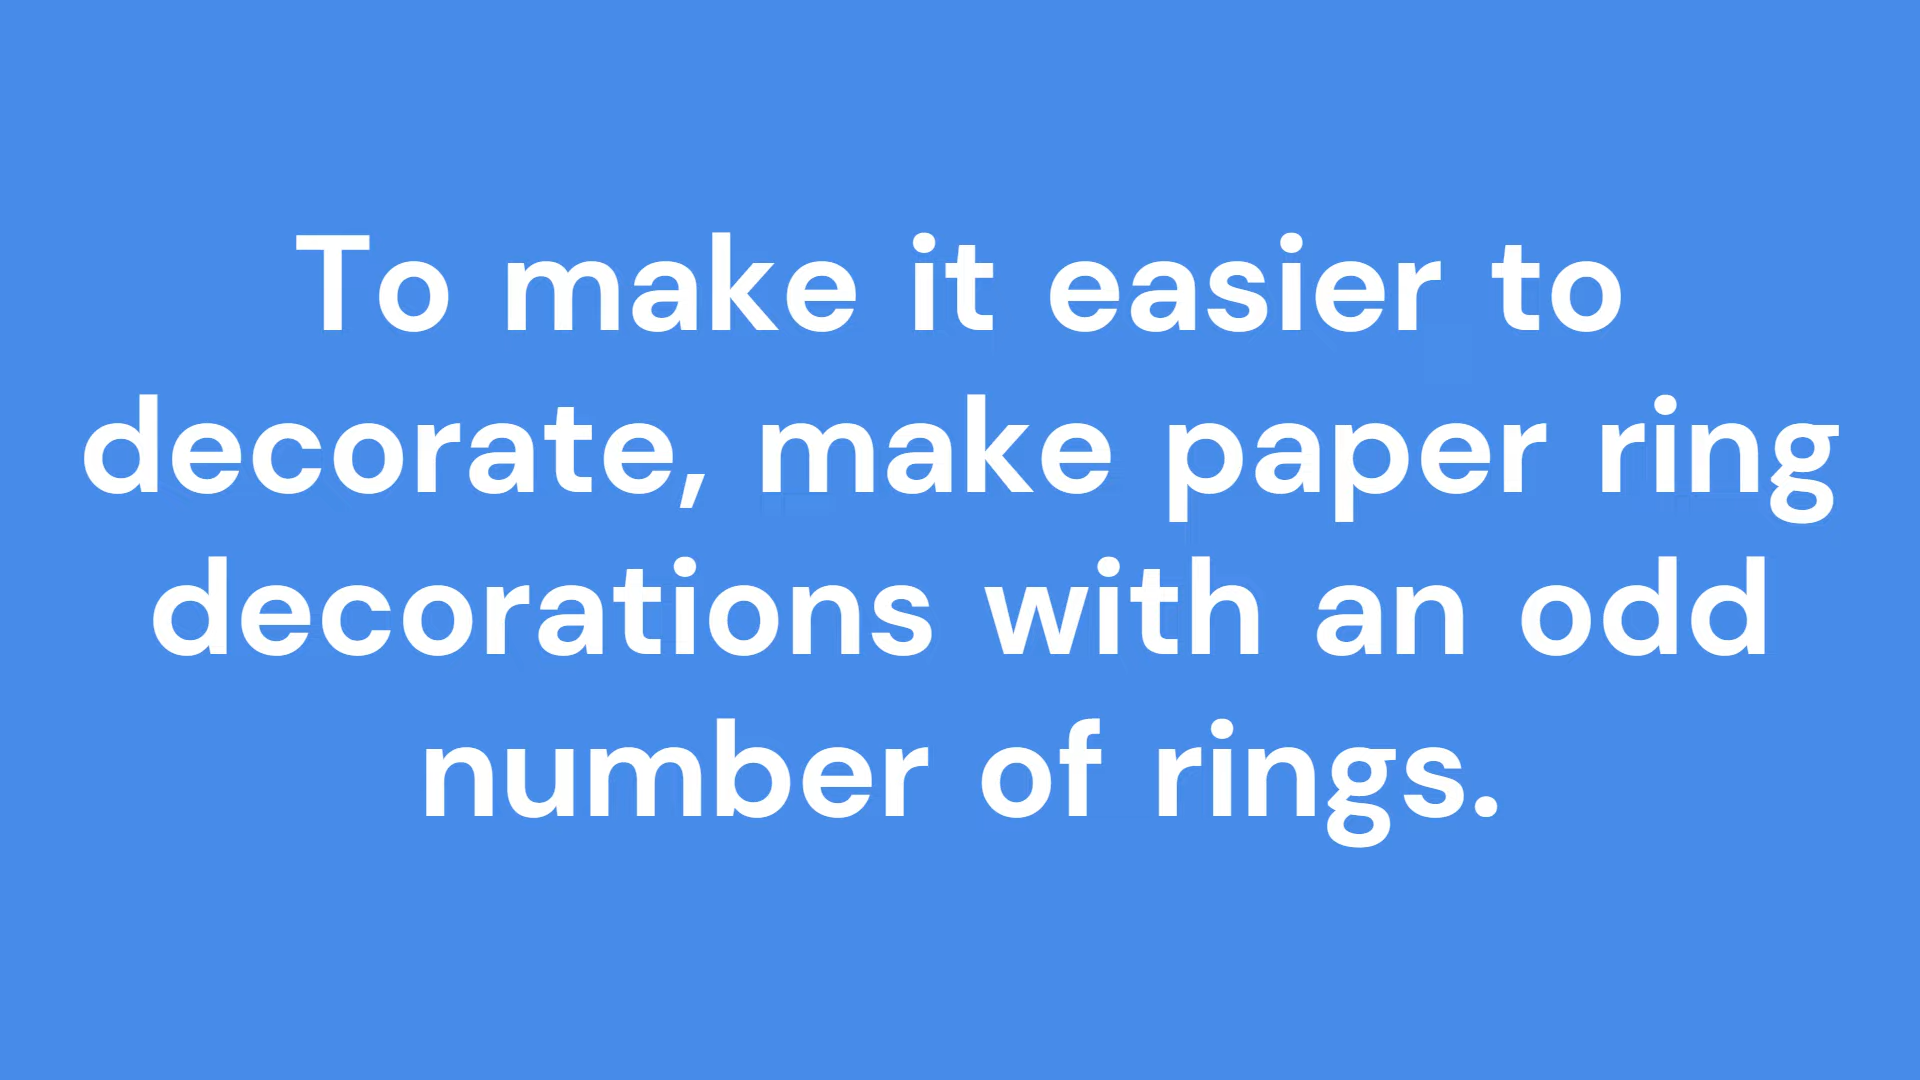 To make it easier to
decorate, make paper ring
decorations with an odd
number of rings.